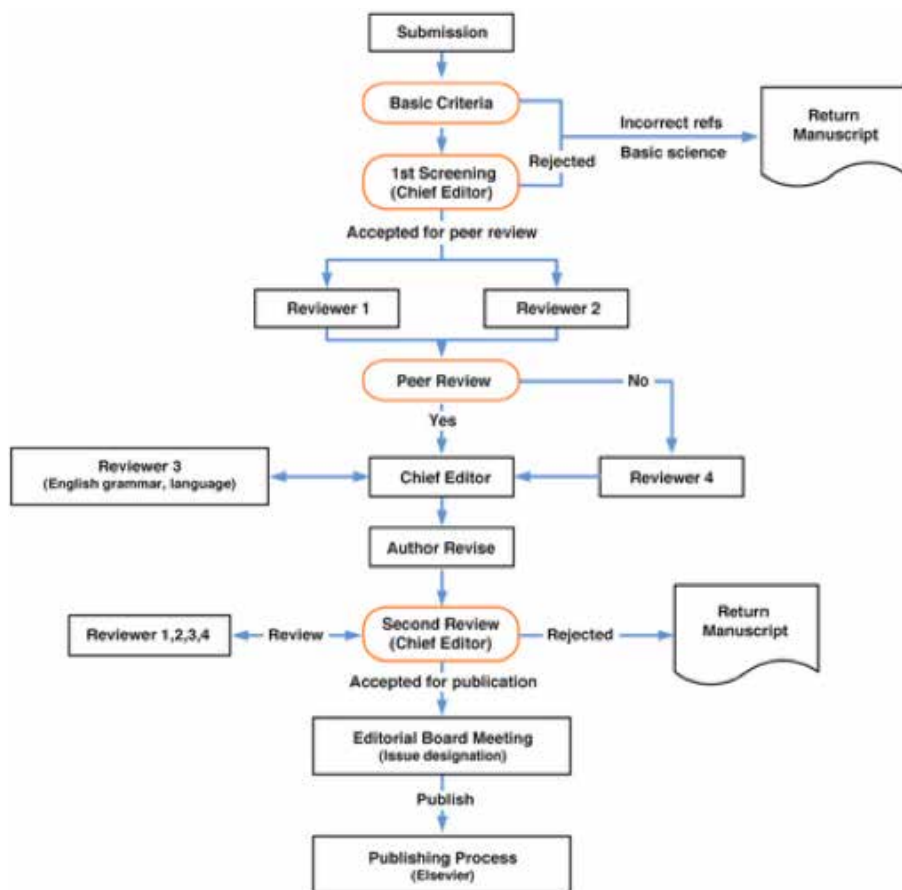 Submission
Basic Criteria
Incorrect refs
Basic science
Return
Manuscript
Rejected
1st Screening
(Chief Editor)
Accepted for peer review
Reviewer 1
Reviewer 2
Peer Review
No
Yes
Reviewer 3
(English grammar, language)
Chief Editor
Reviewer 4
Author Revise
Reviewer 1,2,3,4
Review
Second Review
(Chief Editor)
Rejected
Return
Manuscript
Accepted for publication
Editorial Board Meeting
(Issue designation)
Publish
Publishing Process
(Elsevier)